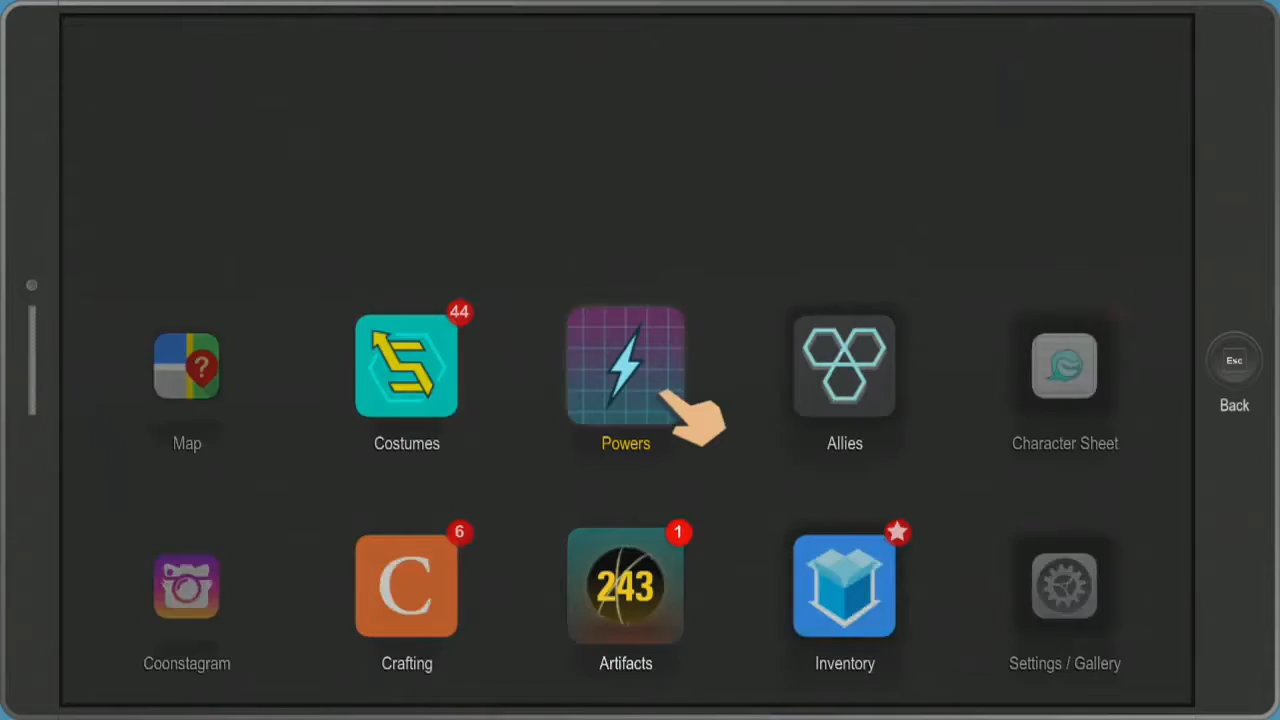 44
?
Map
Costumes
Powers
Allies
Character Sheet
Esc
Back
6
1
C
243
Coonstagram
Crafting
Artifacts
Inventory
Settings / Gallery